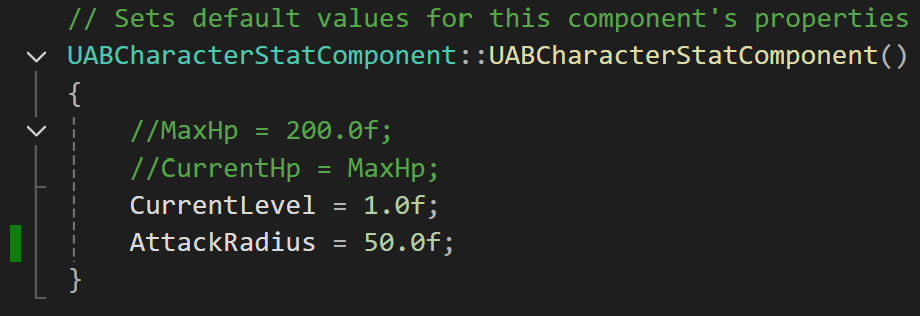 // Sets default values for this component's properties
UABCharacterStatComponent::UABCharacterStatComponent()
{
//MaxHp = 200.0f;
//CurrentHp = MaxHp;
CurrentLevel = 1.0f;
AttackRadius = 50.0f;
}